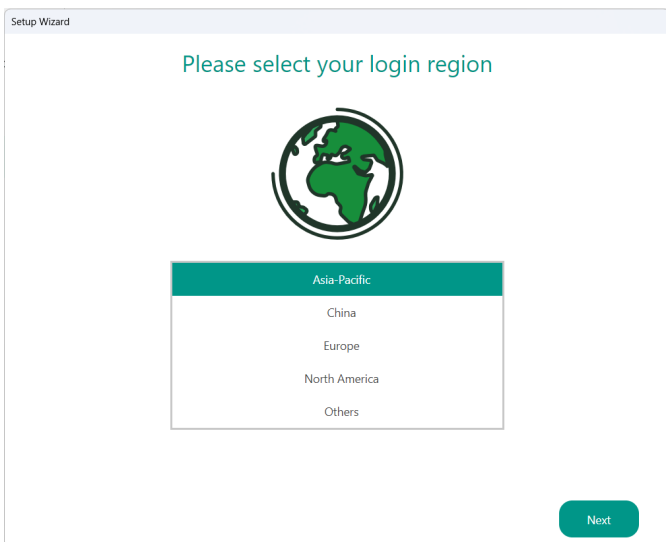 Setup Wizard
Please select your login region
Asia-Pacific
China
Europe
North America
Others
Next